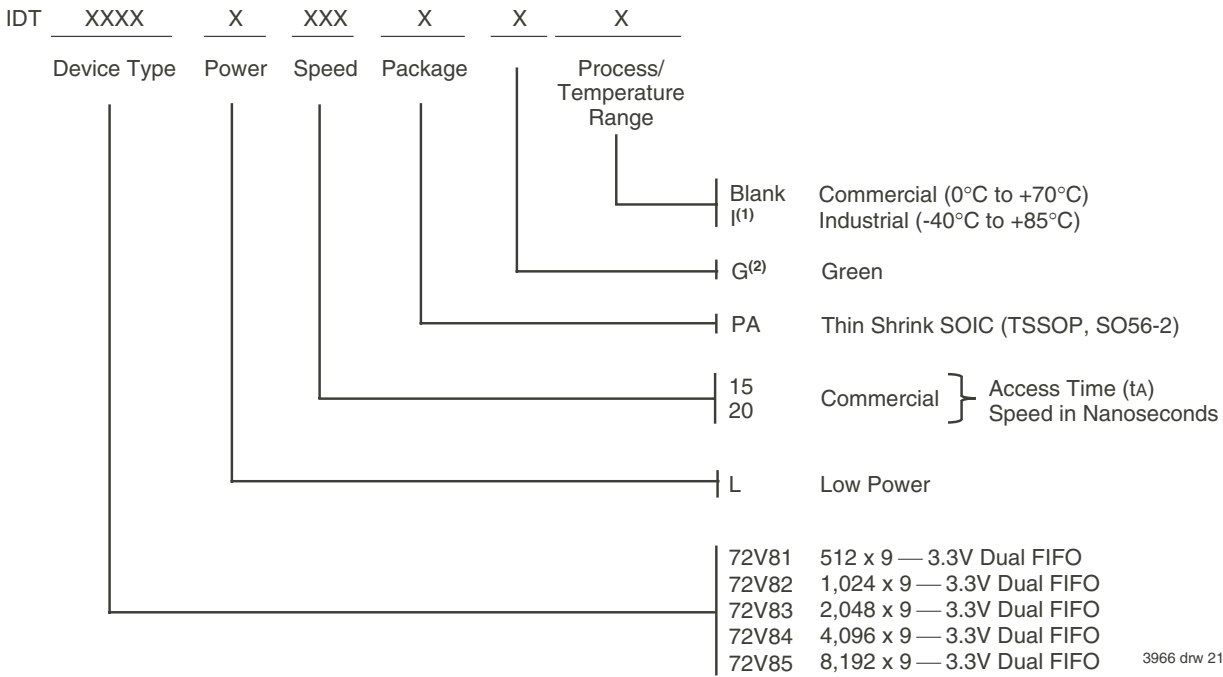 IDT XXXX X XXX X X X
Device Type Power Speed Package Process/
Temperature
Range
Blank Commercial (0°C to +70°C)
I(1) Industrial (-40°C to +85°C)
G(2) Green
PA Thin Shrink SOIC (TSSOP, SO56-2)
15
20
Commercial
Access Time (tA)
Speed in Nanoseconds
L Low Power
72V81 512 x 9 — 3.3V Dual FIFO
72V82 1,024 x 9 — 3.3V Dual FIFO
72V83 2,048 x 9 — 3.3V Dual FIFO
72V84 4,096 x 9 — 3.3V Dual FIFO
72V85 8,192 x 9 — 3.3V Dual FIFO
3966 drw 21